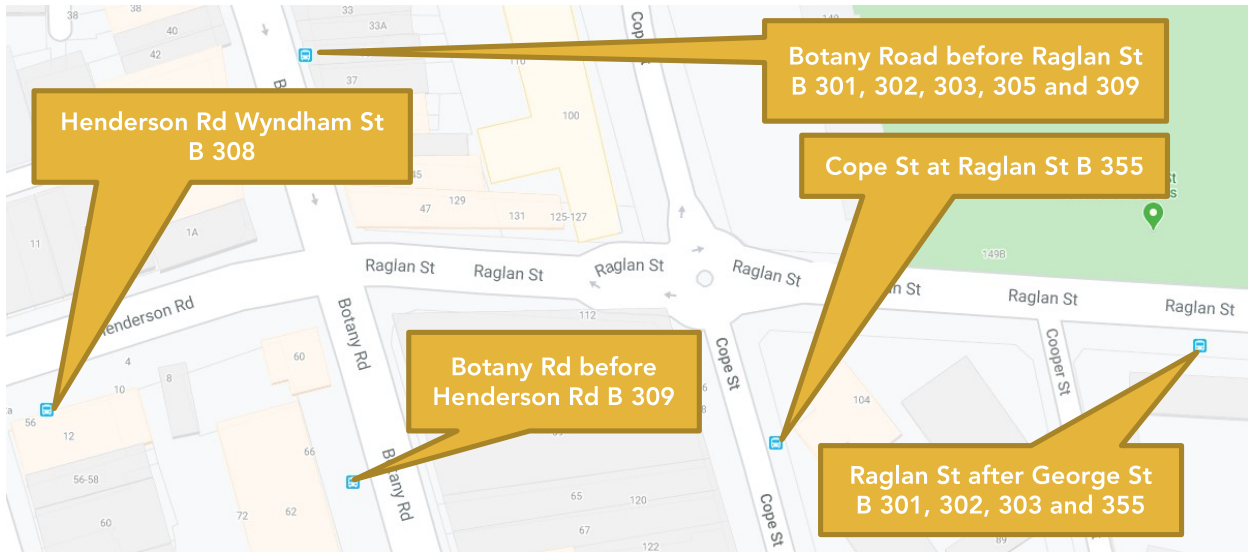 38
38
40
42
33
33A
37
Cope St
110
100
149
Botany Road before Raglan St
B 301, 302, 303, 305 and 309
Henderson Rd Wyndham St
B 308
Cope St at Raglan St B 355
45
47
129
131
125-127
11
1A
149B
Raglan St
Raglan St
Raglan St
Raglan St
Raglan St
Raglan St
Henderson Rd
Botany Rd
112
Cope St
Cooper St
4
8
10
12
56
60
Botany Rd before
Henderson Rd B 309
104
66
56-58
60
72
62
Botany Rd
65
120
67
122
Cope St
Raglan St after George St
B 301, 302, 303 and 355
89